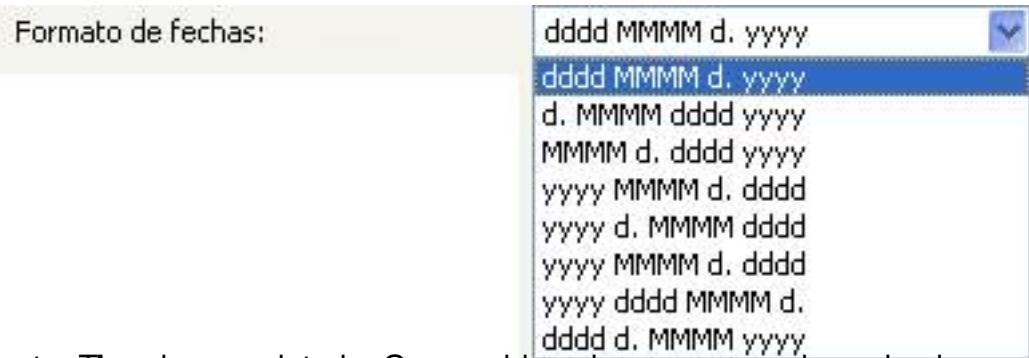 Formato de fechas:
dddd MMMM d. yyyy
dddd MMMM d. yyyy
d. MMMM dddd yyyy
MMMM d. dddd yyyy
yyyy MMMM d. dddd
yyyy d. MMMM dddd
yyyy MMMM d. dddd
yyyy dddd MMMM d.
dddd d. MMMM yyyy